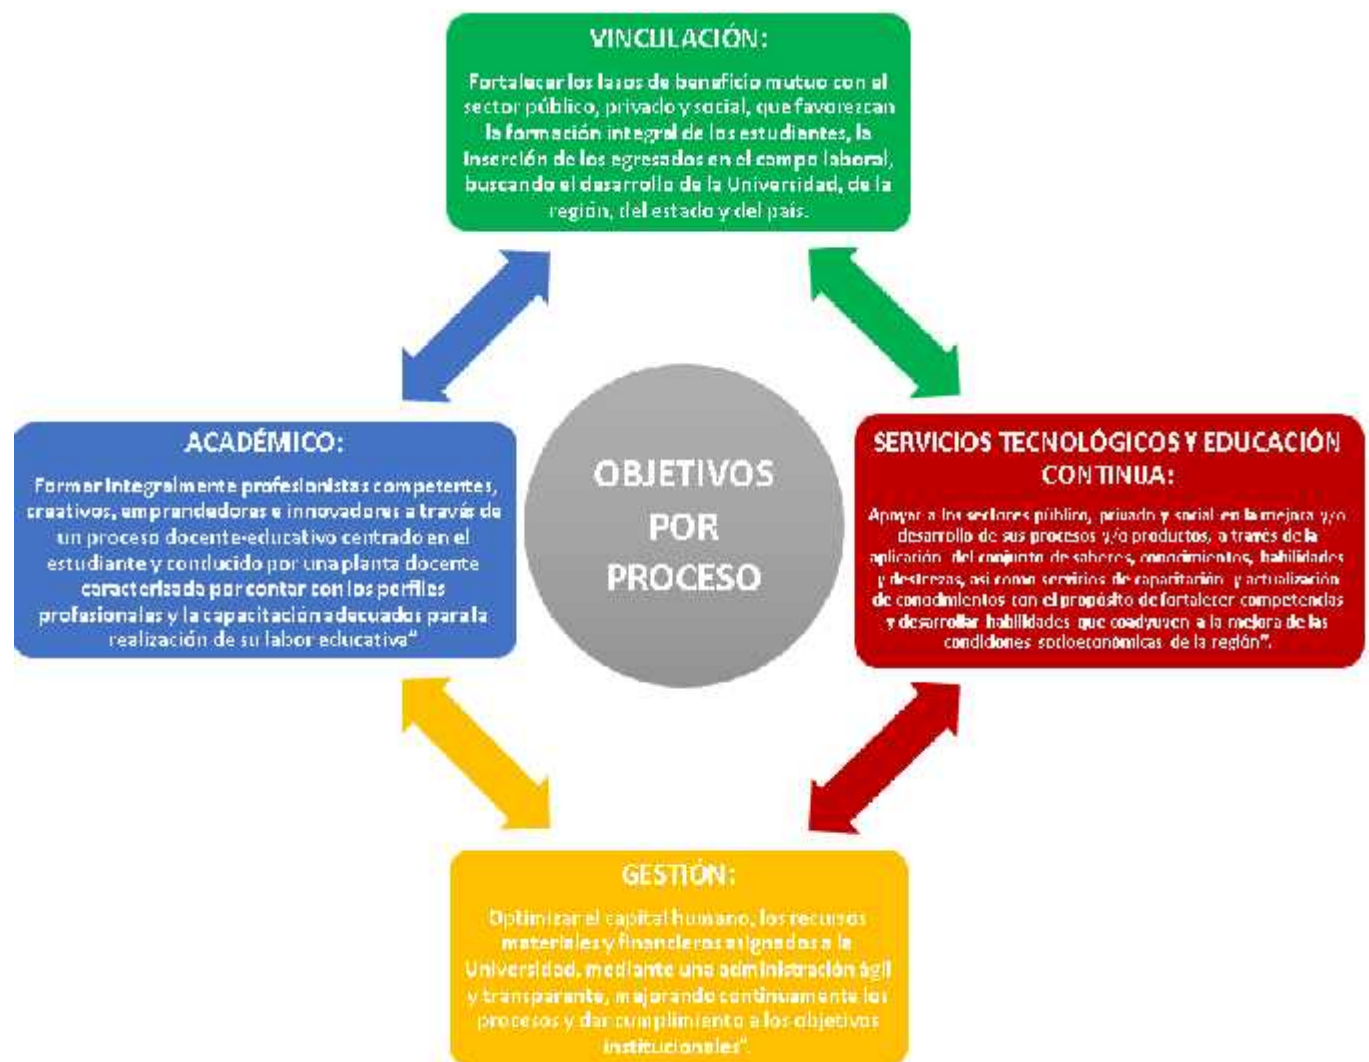 VINCULACIÓN:
Fortalecer los lazos de beneficio mutuo con el
sector público, privado y social, que favorezcan
la formación integral de los estudiantes, la
inserción de los egresados en el campo laboral,
buscando el desarrollo de la Universidad, de la
región, del estado y del país.
ACADÉMICO:
Formar integralmente profesionistas competentes,
creativos, emprendedores e innovadores a través de
un proceso docente-educativo centrado en el
estudiante y conducido por una planta docente
caracterizada por contar con los perfiles
profesionales y la capacitación adecuados para la
realización de su labor educativa"
OBJETIVOS
POR
PROCESO
SERVICIOS TECNOLÓGICOS Y EDUCACIÓN
CONTINUA:
Apoyar a los sectores público, privado y social en la mejora y/o
desarrollo de sus procesos y/o productos, a través de la
aplicación del conjunto de saberes, conocimientos, habilidades
y destrezas, así como servicios de capacitación y actualización
de conocimientos con el propósito de fortalecer competencias
y desarrollar habilidades que coadyuven a la mejora de las
condiciones socioeconómicas de la región".
GESTIÓN:
Optimizar el capital humano, los recursos
materiales y financieros asignados a la
Universidad, mediante una administración ágil
y transparente, mejorando continuamente los
procesos y dar cumplimiento a los objetivos
institucionales".